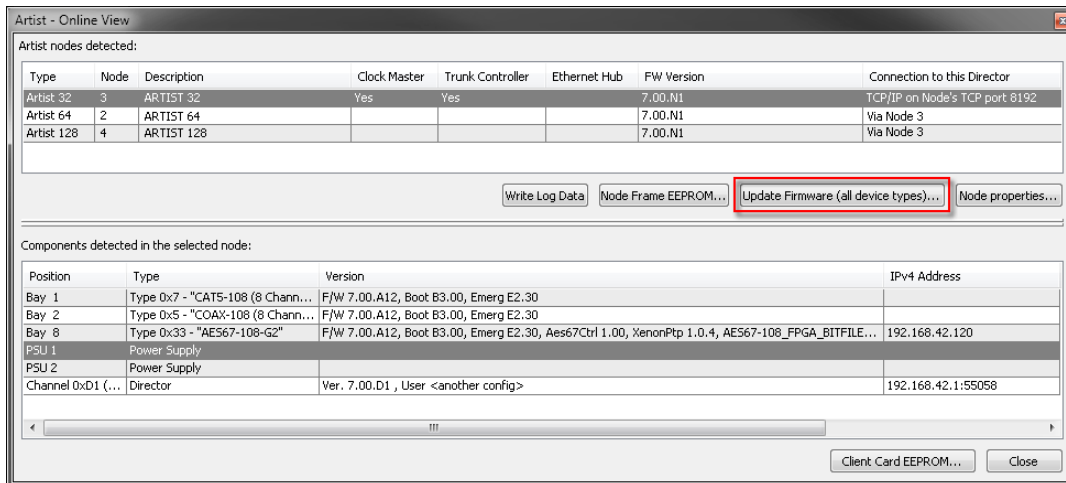 Artist - Online View
Artist nodes detected:
Type Node Description Clock Master Trunk Controller Ethernet Hub FW Version Connection to this Director
Artist 32 3 ARTIST 32 Yes Yes 7.00.N1 TCP/IP on Node's TCP port 8192
Artist 64 2 ARTIST 64 7.00.N1 Via Node 3
Artist 128 4 ARTIST 128 7.00.N1 Via Node 3
Write Log Data Node Frame EEPROM... Update Firmware (all device types)... Node properties...
Components detected in the selected node:
Position Type Version IPv4 Address
Bay 1 Type 0x7 - "CAT5-108 (8 Chann... F/W 7.00.A12, Boot B3.00, Emerg E2.30
Bay 2 Type 0x5 - "COAX-108 (8 Chann... F/W 7.00.A12, Boot B3.00, Emerg E2.30
Bay 8 Type 0x33 - "AES67-108-G2" F/W 7.00.A12, Boot B3.00, Emerg E2.30, Aes67Ctrl 1.00, XenonPtp 1.0.4, AES67-108_FPGA_BITFILE... 192.168.42.120
PSU 1 Power Supply
PSU 2 Power Supply
Channel 0xD1 (... Director Ver. 7.00.D1 , User <another config> 192.168.42.1:55058
Client Card EEPROM... Close